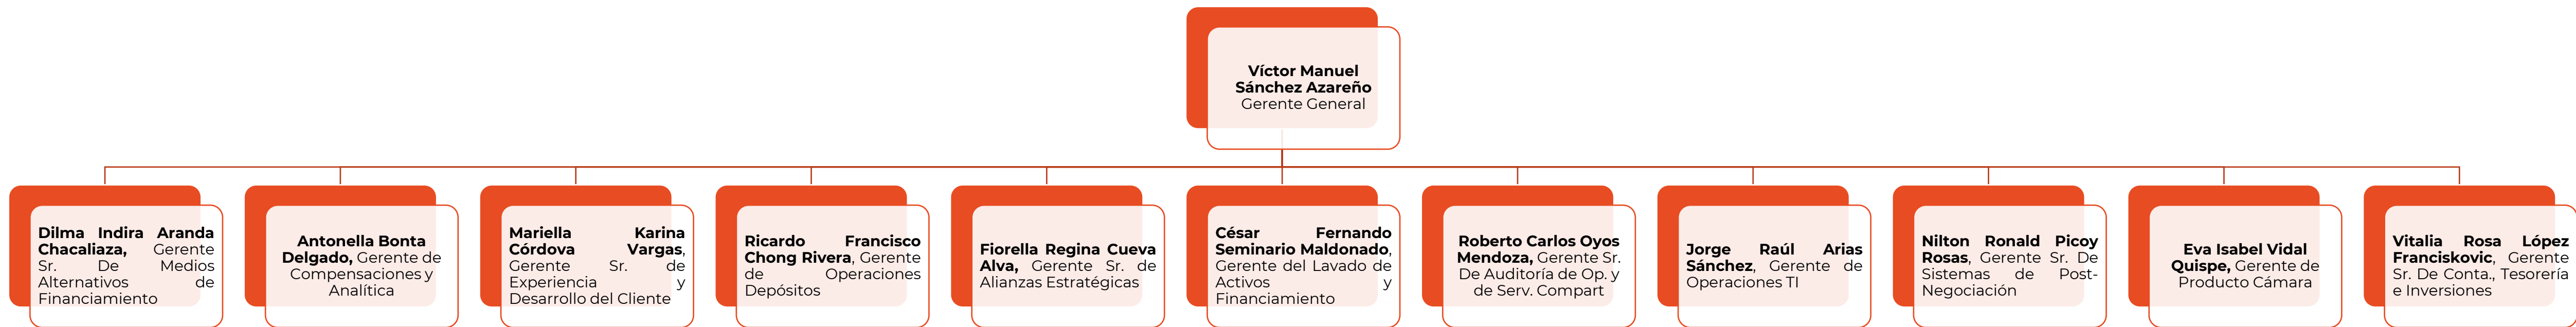 Víctor Manuel
Sánchez Azareño
Gerente General
Dilma Indira Aranda
Chacaliaza, Gerente
Sr. De Medios
Alternativos de
Financiamiento
Antonella Bonta
Delgado, Gerente de
Compensaciones y
Analítica
Mariella Karina
Córdova Vargas,
Gerente Sr. de
Experiencia y
Desarrollo del Cliente
Ricardo Francisco
Chong Rivera, Gerente
de Operaciones
Depósitos
Fiorella Regina Cueva
Alva, Gerente Sr. de
Alianzas Estratégicas
César Fernando
Seminario Maldonado,
Gerente del Lavado de
Activos y
Financiamiento
Roberto Carlos Oyos
Mendoza, Gerente Sr.
De Auditoría de Op. y
de Serv. Compart
Jorge Raúl Arias
Sánchez, Gerente de
Operaciones TI
Nilton Ronald Picoy
Rosas, Gerente Sr. De
Sistemas de Post-
Negociación
Eva Isabel Vidal
Quispe, Gerente de
Producto Cámara
Vitalia Rosa López
Franciskovic, Gerente
Sr. De Conta., Tesorería
e Inversiones